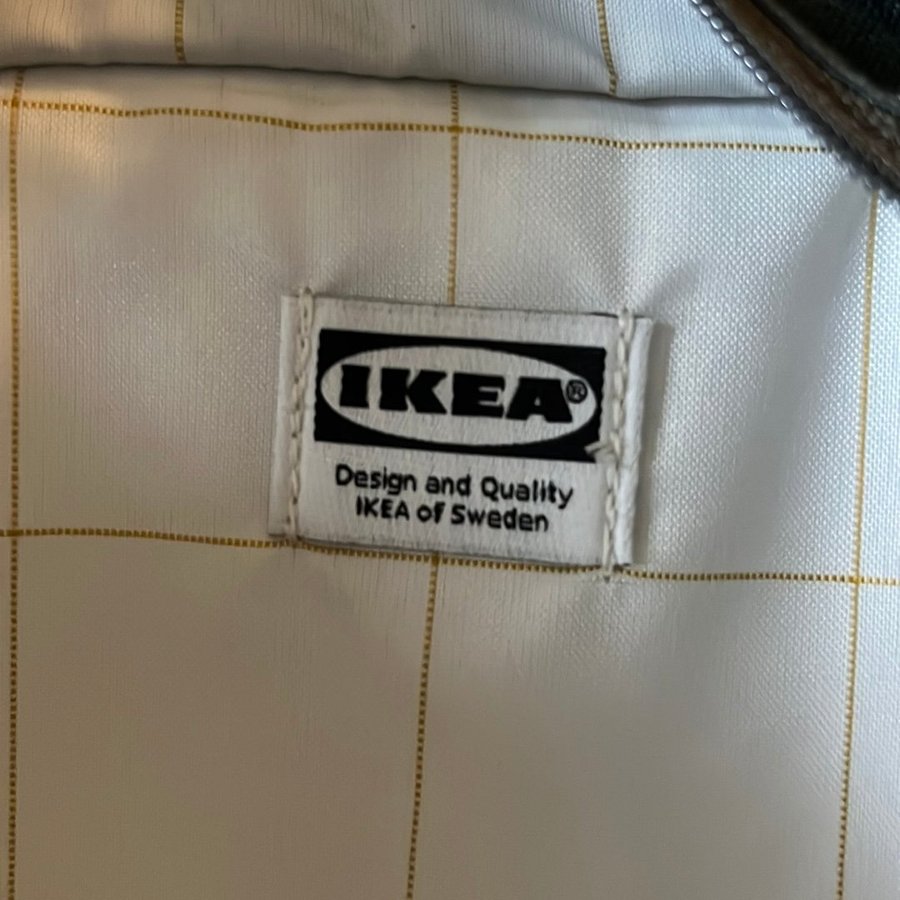 IKEA®
Design and Quality
IKEA of Sweden